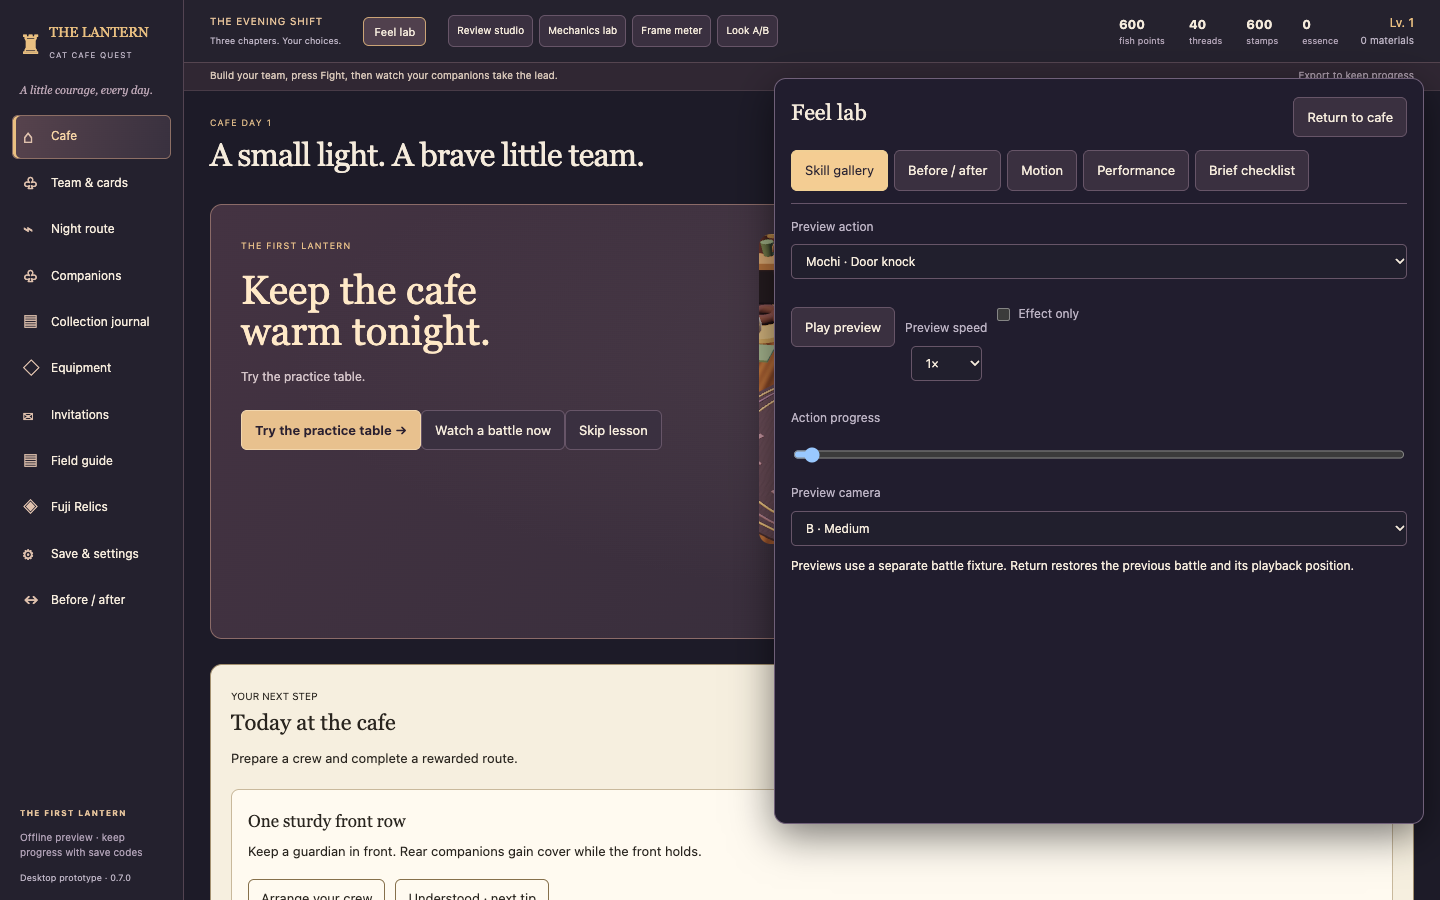 THE LANTERN
CAT CAFE QUEST
A little courage, every day.
Cafe
Team & cards
Night route
Companions
Collection journal
Equipment
Invitations
Field guide
Fuji Relics
Save & settings
Before / after
THE FIRST LANTERN
Offline preview · keep
progress with save codes
Desktop prototype · 0.7.0
THE EVENING SHIFT
Three chapters. Your choices.
Feel lab
Review studio
Mechanics lab
Frame meter
Look A/B
600
fish points
40
threads
600
stamps
0
essence
Lv. 1
0 materials
Build your team, press Fight, then watch your companions take the lead.
Export to keep progress
CAFE DAY 1
A small light. A brave little team.
THE FIRST LANTERN
Keep the cafe
warm tonight.
Try the practice table.
Try the practice table →
Watch a battle now
Skip lesson
YOUR NEXT STEP
Today at the cafe
Prepare a crew and complete a rewarded route.
One sturdy front row
Keep a guardian in front. Rear companions gain cover while the front holds.
Arrange your crew
Understood · next tip
Feel lab
Return to cafe
Skill gallery
Before / after
Motion
Performance
Brief checklist
Preview action
Mochi · Door knock
Play preview
Preview speed
1×
Effect only
Action progress
Preview camera
B · Medium
Previews use a separate battle fixture. Return restores the previous battle and its playback position.